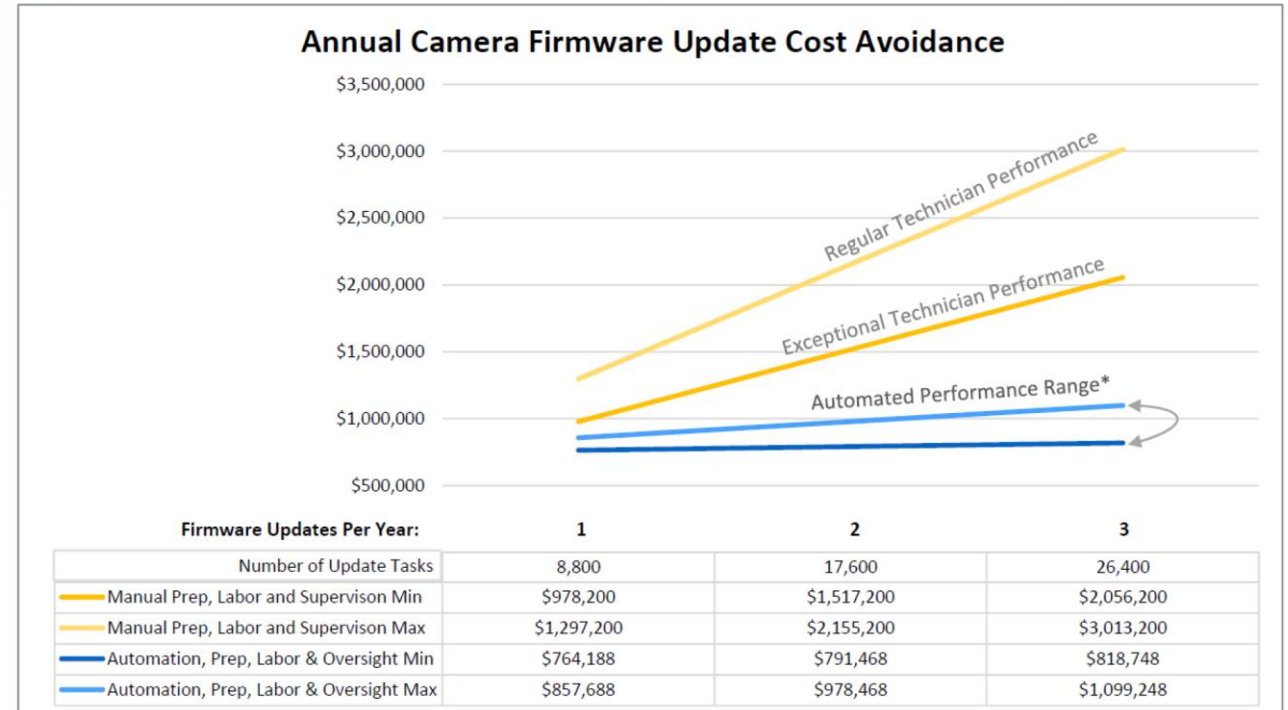 Annual Camera Firmware Update Cost Avoidance
$3,500,000
$3,000,000
$2,500,000
$2,000,000
$1,500,000
$1,000,000
$500,000
Regular Technician Performance
Exceptional Technician Performance
Automated Performance Range*
Firmware Updates Per Year: 1 2 3
Number of Update Tasks 8,800 17,600 26,400
Manual Prep, Labor and Supervison Min $978,200 $1,517,200 $2,056,200
Manual Prep, Labor and Supervison Max $1,297,200 $2,155,200 $3,013,200
Automation, Prep, Labor & Oversight Min $764,188 $791,468 $818,748
Automation, Prep, Labor & Oversight Max $857,688 $978,468 $1,099,248